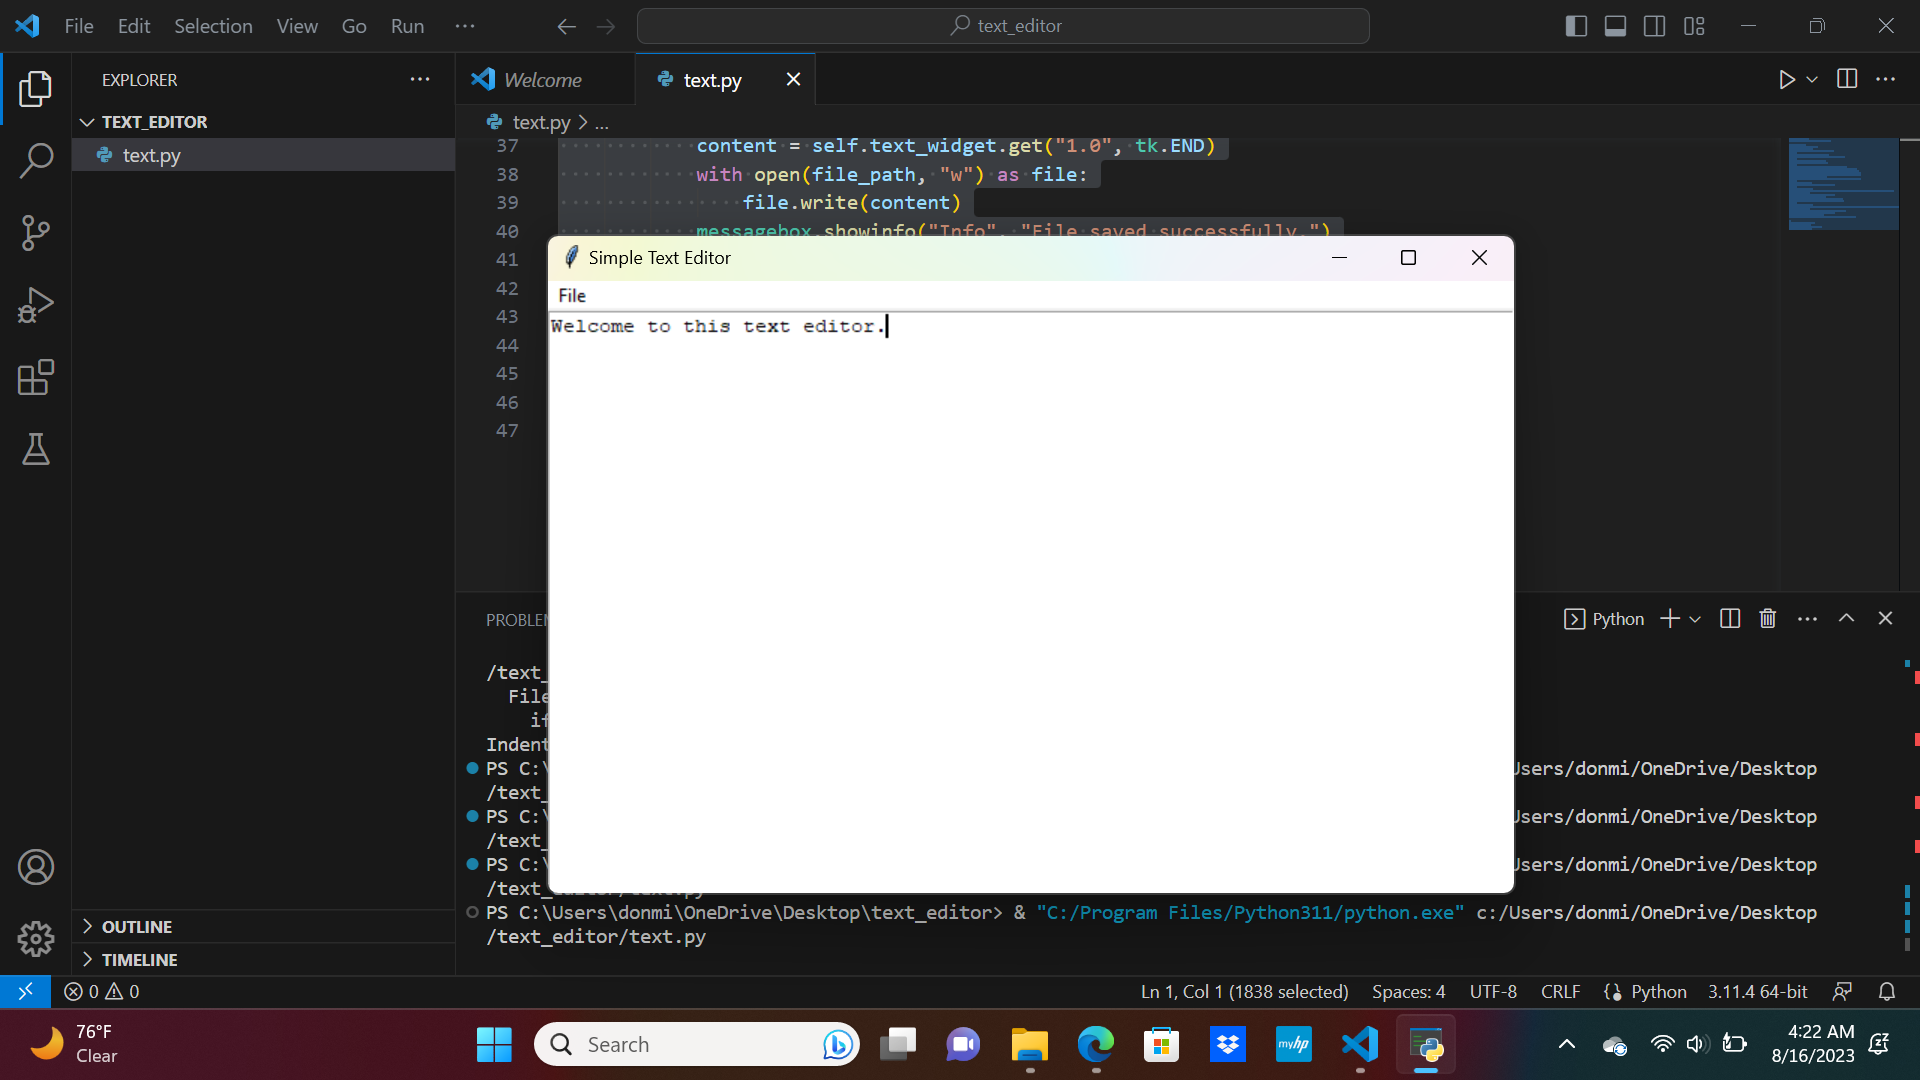 File Edit Selection View Go Run ···
text_editor
EXPLORER ···
Welcome text.py
TEXT_EDITOR
text.py
text.py > ...
37 content = self.text_widget.get("1.0", tk.END)
38 with open(file_path, "w") as file:
39 file.write(content)
40 messagebox.showinfo("Info", "File saved successfully.")
41
42
43
44
45
46
47
Simple Text Editor
File
Welcome to this text editor.
Python
/text_
File
if
Indent
PS C:\ Users/donmi/OneDrive/Desktop
/text_
PS C:\ Users/donmi/OneDrive/Desktop
/text_
PS C:\ Users/donmi/OneDrive/Desktop
/text_editor/text.py
PS C:\Users\donmi\OneDrive\Desktop\text_editor> & "C:/Program Files/Python311/python.exe" c:/Users/donmi/OneDrive/Desktop
/text_editor/text.py
OUTLINE
TIMELINE
0 0 Ln 1, Col 1 (1838 selected) Spaces: 4 UTF-8 CRLF Python 3.11.4 64-bit
76°F
Clear
Search
myhp
4:22 AM
8/16/2023